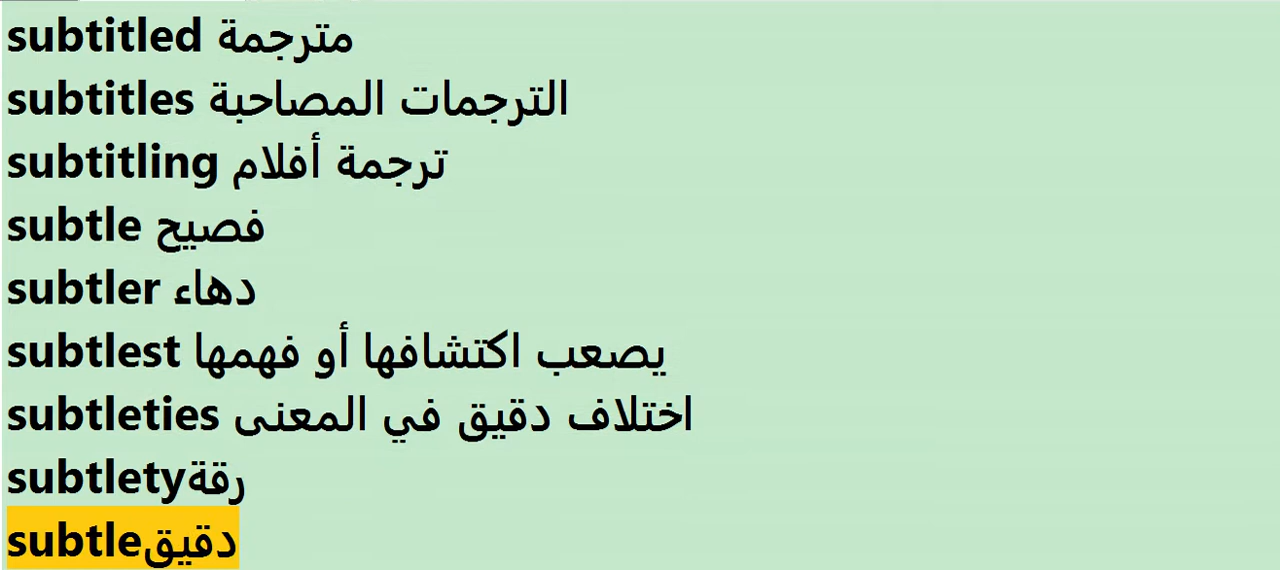 subtitled مترجمة
subtitles الترجمات المصاحبة
subtitling ترجمة أفلام
subtle فصيح
subtler دهاء
subtlest يصعب اكتشافها أو فهمها
subtleties اختلاف دقيق في المعنى
subtletyرقة
subtleدقيق